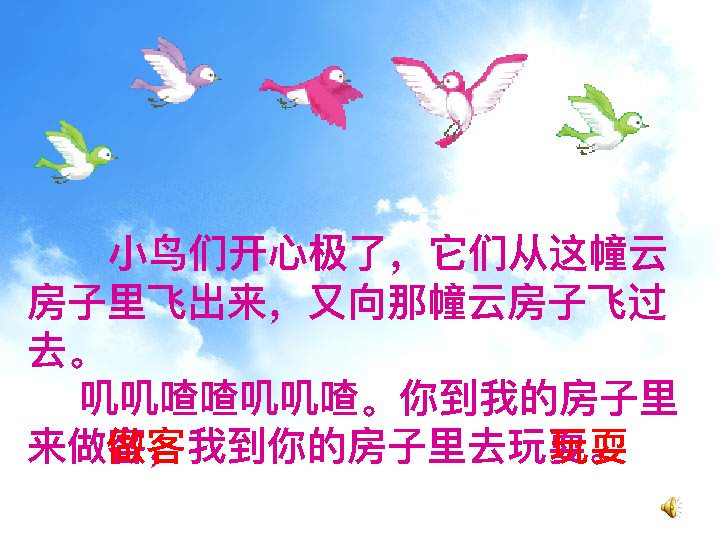 小鸟们开心极了，它们从这幢云
房子里飞出来，又向那幢云房子飞过
去。
叽叽喳喳叽叽喳。你到我的房子里
来做做客，我到你的房子里去玩玩耍。